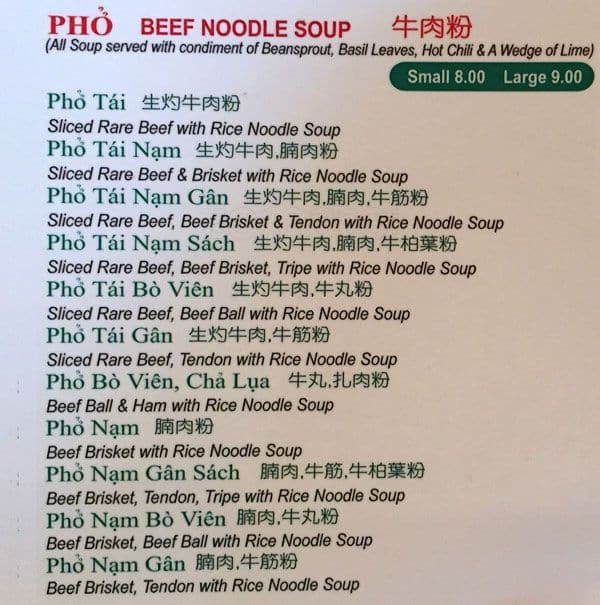 PHỞ BEEF NOODLE SOUP 牛肉粉
(All Soup served with condiment of Beansprout, Basil Leaves, Hot Chili & A Wedge of Lime)
Small 8.00 Large 9.00
Phở Tái 生灼牛肉粉
Sliced Rare Beef with Rice Noodle Soup
Phở Tái Nạm 生灼牛肉,腩肉粉
Sliced Rare Beef & Brisket with Rice Noodle Soup
Phở Tái Nạm Gân 生灼牛肉,腩肉,牛筋粉
Sliced Rare Beef, Beef Brisket & Tendon with Rice Noodle Soup
Phở Tái Nạm Sách 生灼牛肉,腩肉,牛柏葉粉
Sliced Rare Beef, Beef Brisket, Tripe with Rice Noodle Soup
Phở Tái Bò Viên 生灼牛肉,牛丸粉
Sliced Rare Beef, Beef Ball with Rice Noodle Soup
Phở Tái Gân 生灼牛肉,牛筋粉
Sliced Rare Beef, Tendon with Rice Noodle Soup
Phở Bò Viên, Chả Lụa 牛丸,扎肉粉
Beef Ball & Ham with Rice Noodle Soup
Phở Nạm 腩肉粉
Beef Brisket with Rice Noodle Soup
Phở Nạm Gân Sách 腩肉,牛筋,牛柏葉粉
Beef Brisket, Tendon, Tripe with Rice Noodle Soup
Phở Nạm Bò Viên 腩肉,牛丸粉
Beef Brisket, Beef Ball with Rice Noodle Soup
Phở Nạm Gân 腩肉,牛筋粉
Beef Brisket, Tendon with Rice Noodle Soup